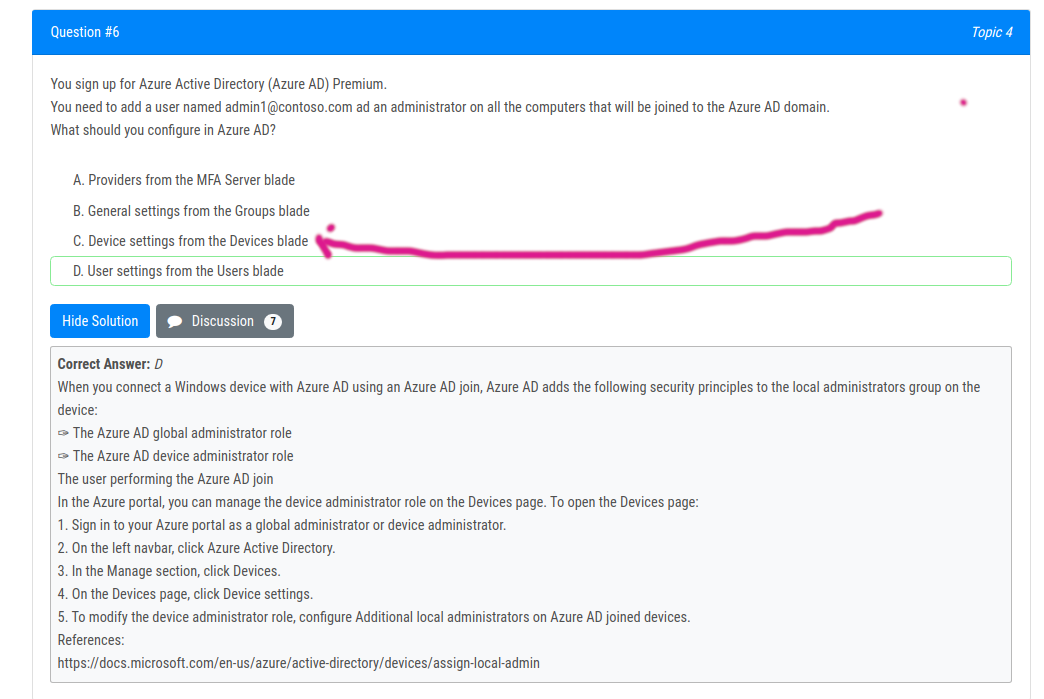 Question #6
Topic 4
You sign up for Azure Active Directory (Azure AD) Premium.
You need to add a user named admin1@contoso.com ad an administrator on all the computers that will be joined to the Azure AD domain.
What should you configure in Azure AD?
A. Providers from the MFA Server blade
B. General settings from the Groups blade
C. Device settings from the Devices blade
D. User settings from the Users blade
Hide Solution
Discussion 7
Correct Answer: D
When you connect a Windows device with Azure AD using an Azure AD join, Azure AD adds the following security principles to the local administrators group on the
device:
✑ The Azure AD global administrator role
✑ The Azure AD device administrator role
The user performing the Azure AD join
In the Azure portal, you can manage the device administrator role on the Devices page. To open the Devices page:
1. Sign in to your Azure portal as a global administrator or device administrator.
2. On the left navbar, click Azure Active Directory.
3. In the Manage section, click Devices.
4. On the Devices page, click Device settings.
5. To modify the device administrator role, configure Additional local administrators on Azure AD joined devices.
References:
https://docs.microsoft.com/en-us/azure/active-directory/devices/assign-local-admin